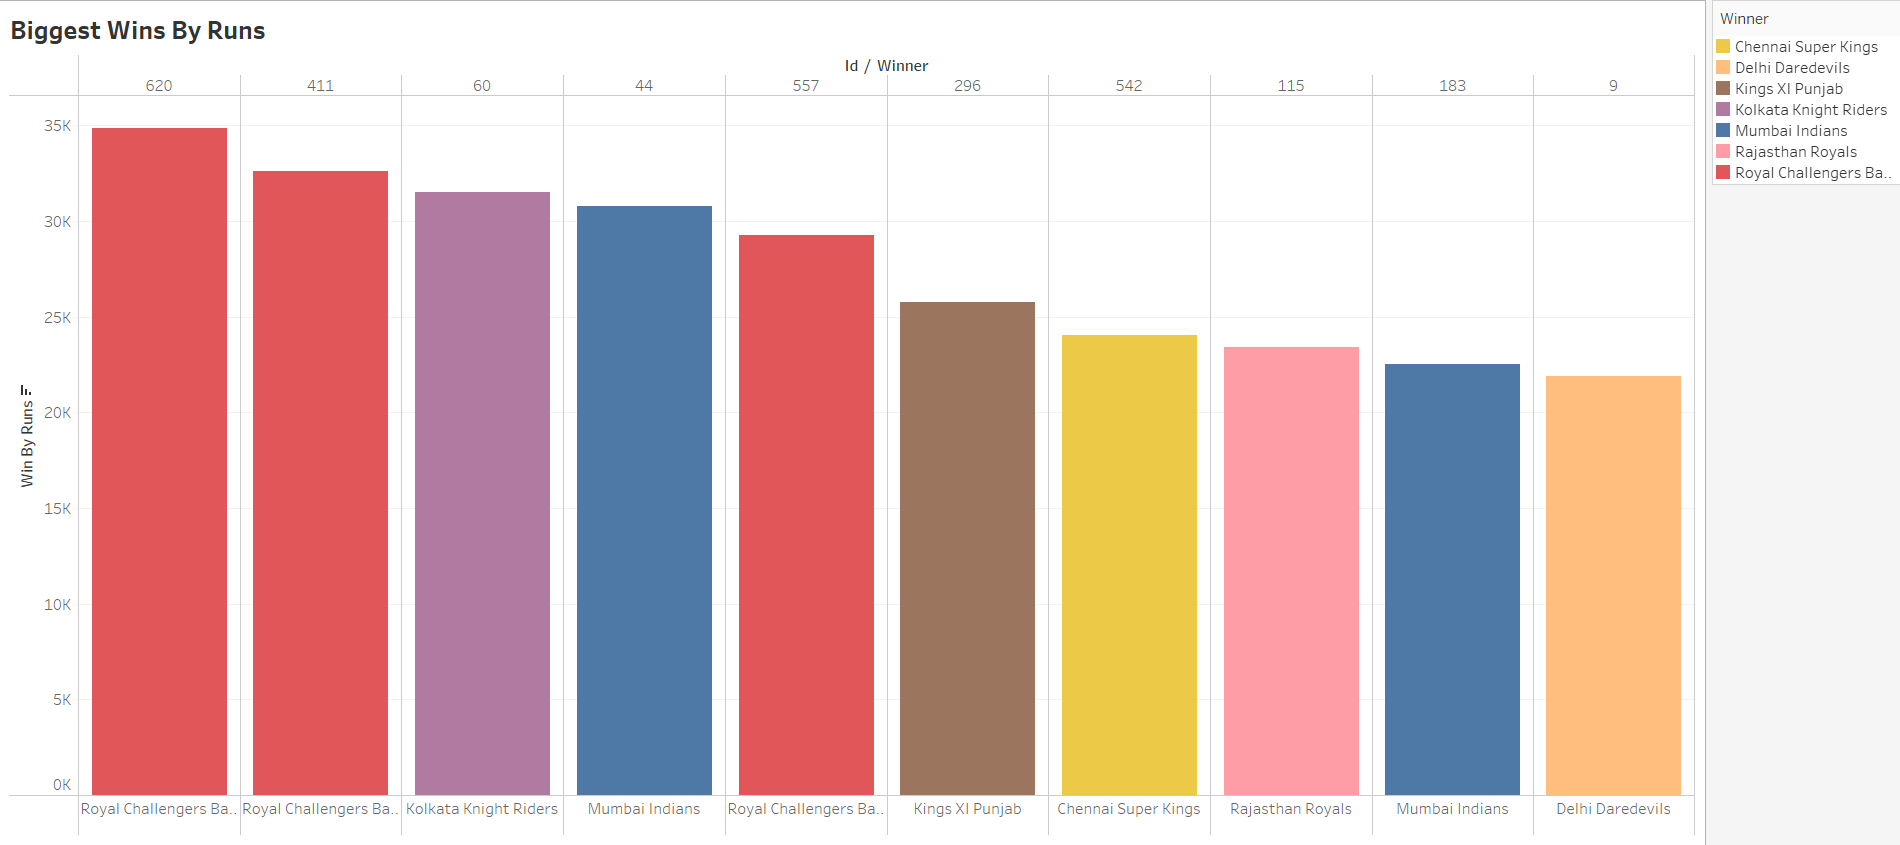 Biggest Wins By Runs
Id / Winner
620 411 60 44 557 296 542 115 183 9
35K
30K
25K
20K
15K
10K
5K
0K
Win By Runs
Royal Challengers Ba.. Royal Challengers Ba.. Kolkata Knight Riders Mumbai Indians Royal Challengers Ba.. Kings XI Punjab Chennai Super Kings Rajasthan Royals Mumbai Indians Delhi Daredevils
Winner
Chennai Super Kings
Delhi Daredevils
Kings XI Punjab
Kolkata Knight Riders
Mumbai Indians
Rajasthan Royals
Royal Challengers Ba..